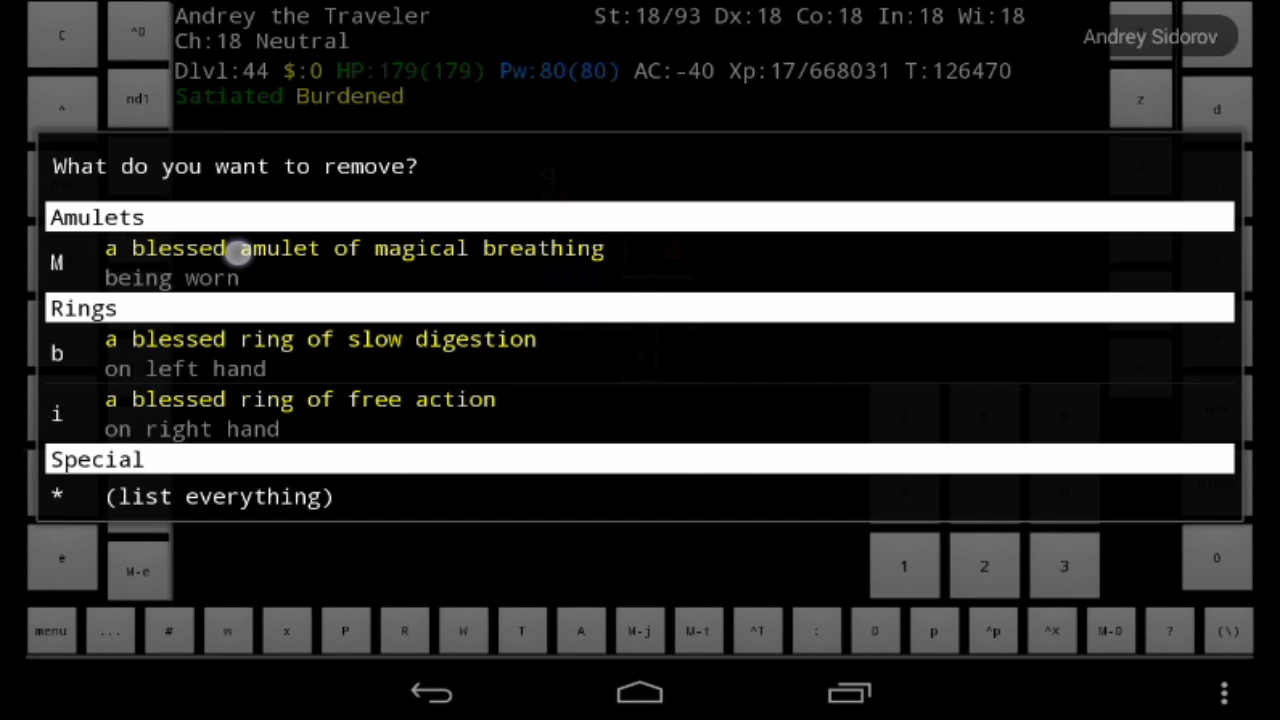 Andrey the Traveler St:18/93 Dx:18 Co:18 In:18 Wi:18
Ch:18 Neutral
Andrey Sidorov
Dlvl:44 $:0 HP:179(179) Pw:80(80) AC:-40 Xp:17/668031 T:126470
Satiated Burdened
C ^D
^ nd1 z d
What do you want to remove?
Amulets
M a blessed amulet of magical breathing
being worn
Rings
b a blessed ring of slow digestion
on left hand
i a blessed ring of free action
on right hand
Special
* (list everything)
e M-e 1 2 3 0
menu ... # w x P R W T A M-j M-t ^T : D p ^p ^X M-O ? (\)